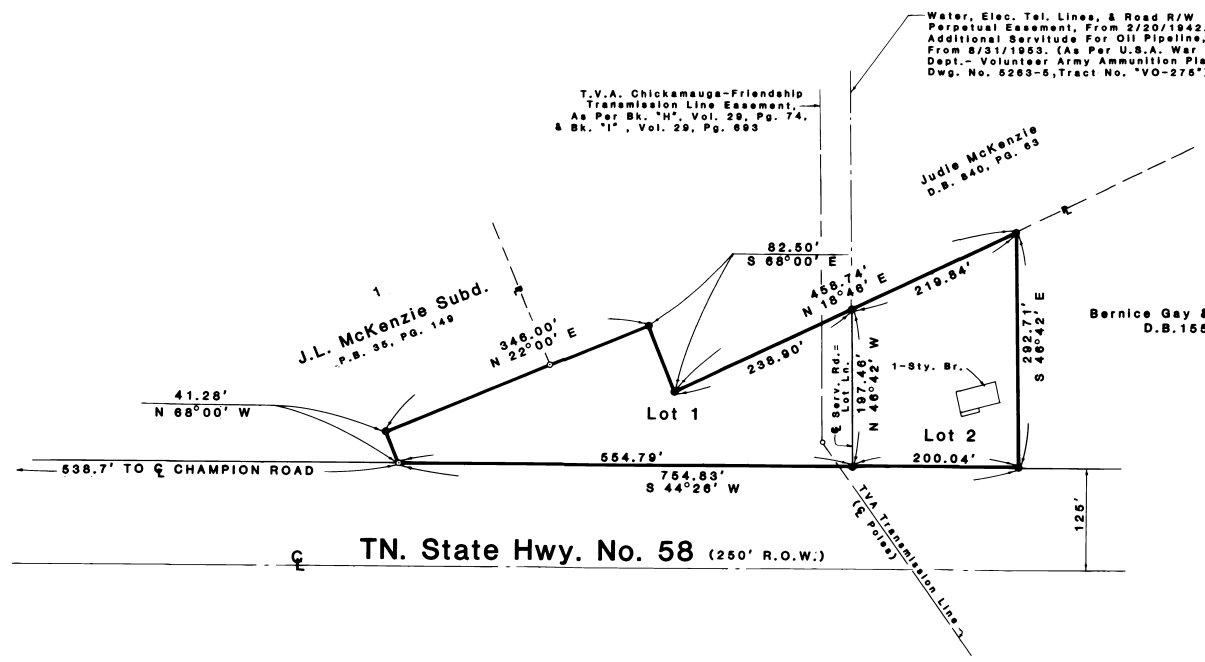 Water, Elec. Tel. Lines, & Road R/W
Perpetual Easement, From 2/20/1942.
Additional Servitude For Oil Pipeline,
From 8/31/1953. (As Per U.S.A. War
Dept.- Volunteer Army Ammunition Pla
Dwg. No. 5263-5, Tract No. "VO-275"
T.V.A. Chickamauga-Friendship
Transmission Line Easement,
As Per Bk. "H", Vol. 29, Pg. 74,
& Bk. "I" , Vol. 29, Pg. 693
Judie McKenzie
D.B. 840, PG. 63
82.50'
S 68°00' E
458.74'
N 18°46' E
219.84'
1
J.L. McKenzie Subd.
P.B. 35, PG. 149
346.00'
N 22°00' E
238.90'
292.71'
S 46°42' E
Bernice Gay &
D.B.155
1-Sty. Br.
℄ Serv. Rd.=
Lot Ln.
197.46'
N 46°42' W
41.28'
N 68°00' W
Lot 1
Lot 2
538.7' TO ℄ CHAMPION ROAD
554.79'
200.04'
754.83'
S 44°26' W
125'
TVA Transmission Line
(℄ Poles)
℄
TN. State Hwy. No. 58 (250' R.O.W.)